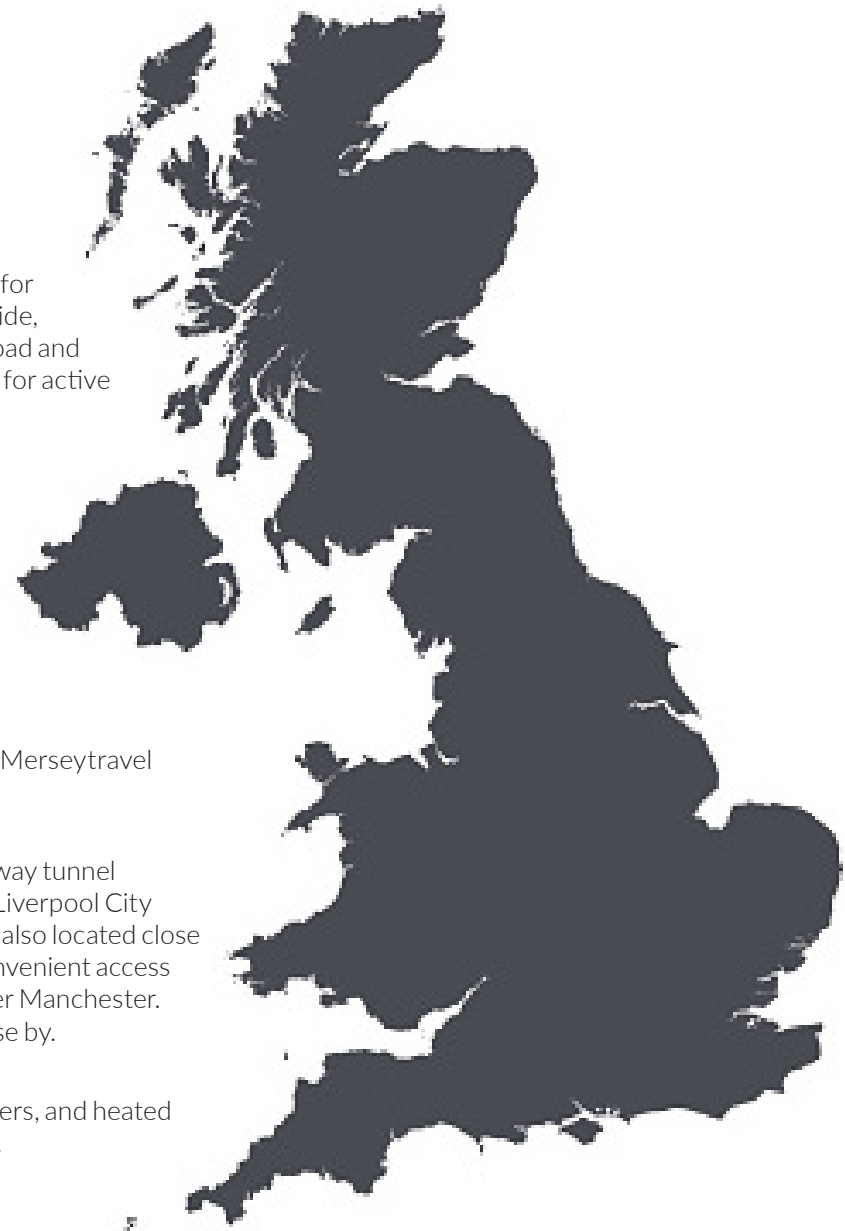 for
ide,
oad and
for active
Merseytravel
way tunnel
Liverpool City
also located close
nvenient access
er Manchester.
se by.
ers, and heated